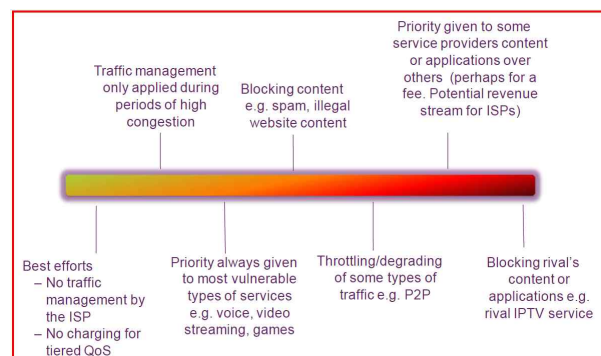 Traffic management
only applied during
periods of high
congestion
Blocking content
e.g. spam, illegal
website content
Priority given to some
service providers content
or applications over
others (perhaps for a
fee. Potential revenue
stream for ISPs)
Best efforts
– No traffic
management by
the ISP
– No charging for
tiered QoS
Priority always given
to most vulnerable
types of services
e.g. voice, video
streaming, games
Throttling/degrading
of some types of
traffic e.g. P2P
Blocking rival's
content or
applications e.g.
rival IPTV service